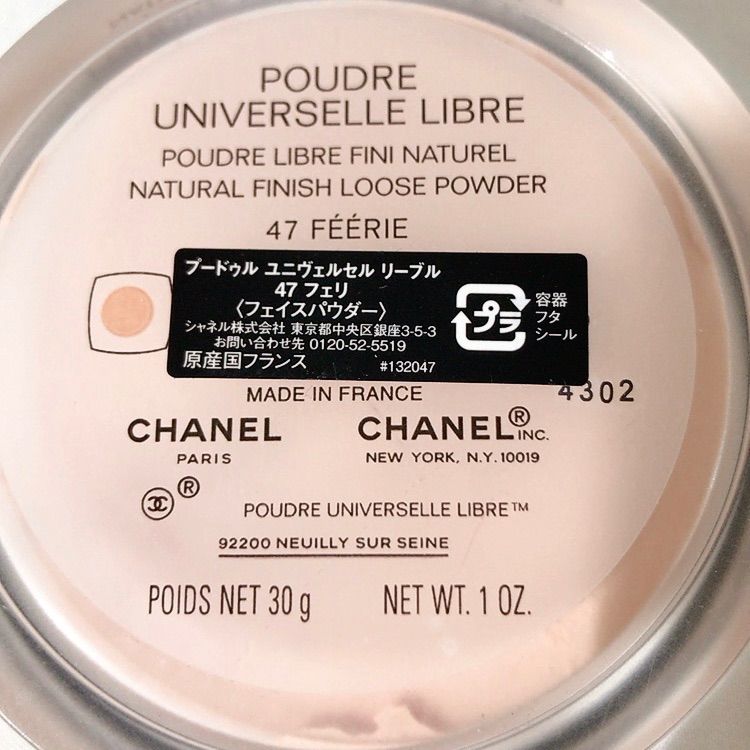 POUDRE
UNIVERSELLE LIBRE
POUDRE LIBRE FINI NATUREL
NATURAL FINISH LOOSE POWDER
47 FÉÉRIE
プードゥル ユニヴェルセル リーブル
47 フェリ
〈フェイスパウダー〉
シャネル株式会社 東京都中央区銀座3-5-3
お問い合わせ先 0120-52-5519
原産国フランス #132047
プラ
容器
フタ
シール
MADE IN FRANCE
4302
CHANEL
PARIS
CHANEL® INC.
NEW YORK, N.Y. 10019
®
POUDRE UNIVERSELLE LIBRE™
92200 NEUILLY SUR SEINE
POIDS NET 30 g NET WT. 1 OZ.